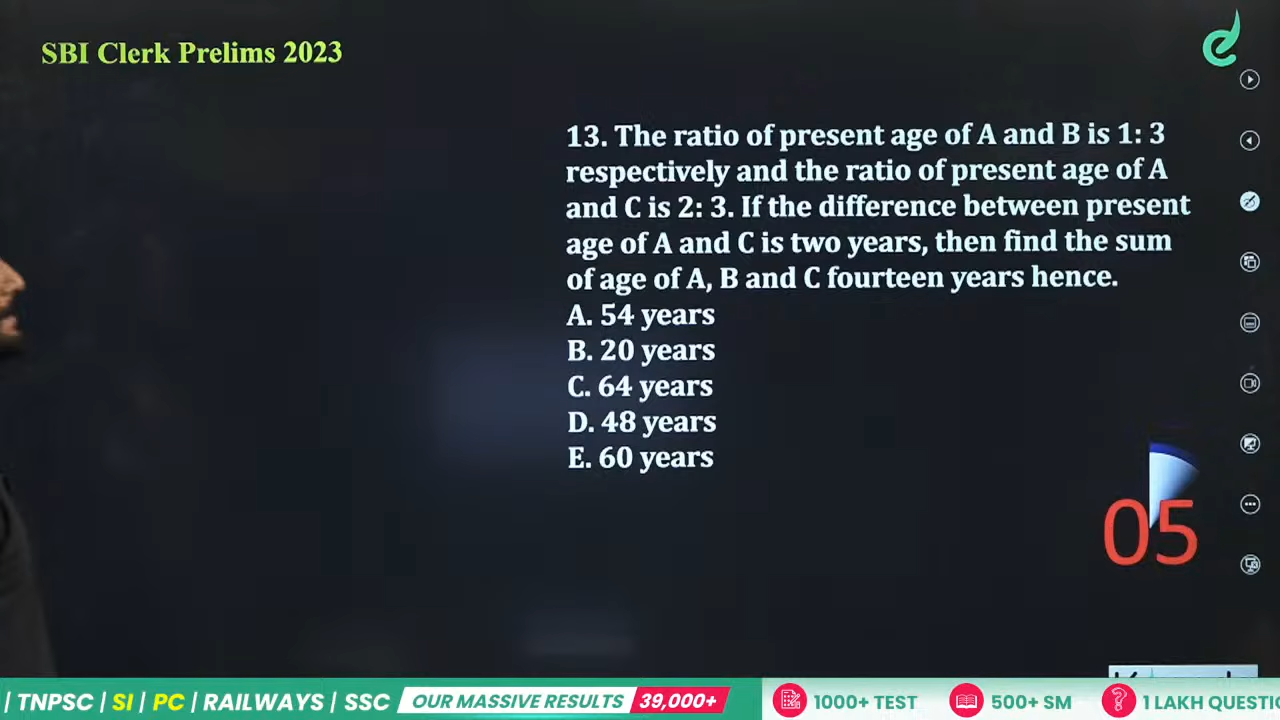 SBI Clerk Prelims 2023
13. The ratio of present age of A and B is 1: 3
respectively and the ratio of present age of A
and C is 2: 3. If the difference between present
age of A and C is two years, then find the sum
of age of A, B and C fourteen years hence.
A. 54 years
B. 20 years
C. 64 years
D. 48 years
E. 60 years
05
| TNPSC | SI | PC | RAILWAYS | SSC OUR MASSIVE RESULTS 39,000+ 1000+ TEST 500+ SM 1 LAKH